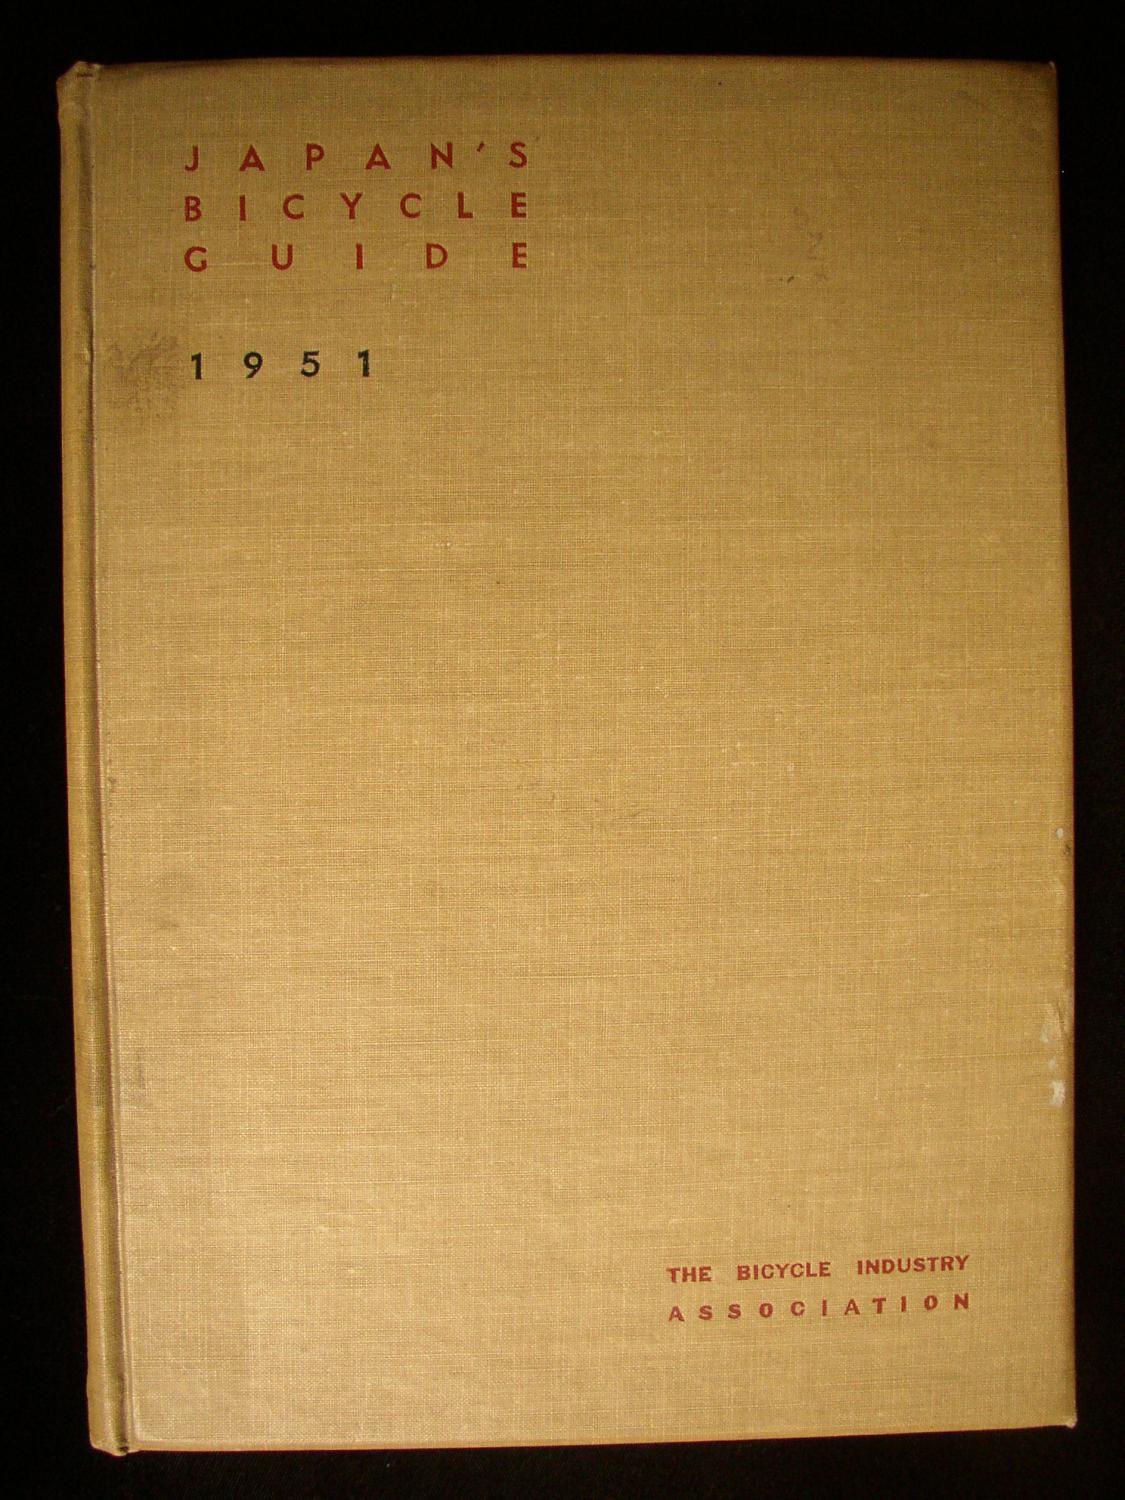 JAPAN'S
BICYCLE
GUIDE
1951
THE BICYCLE INDUSTRY
ASSOCIATION